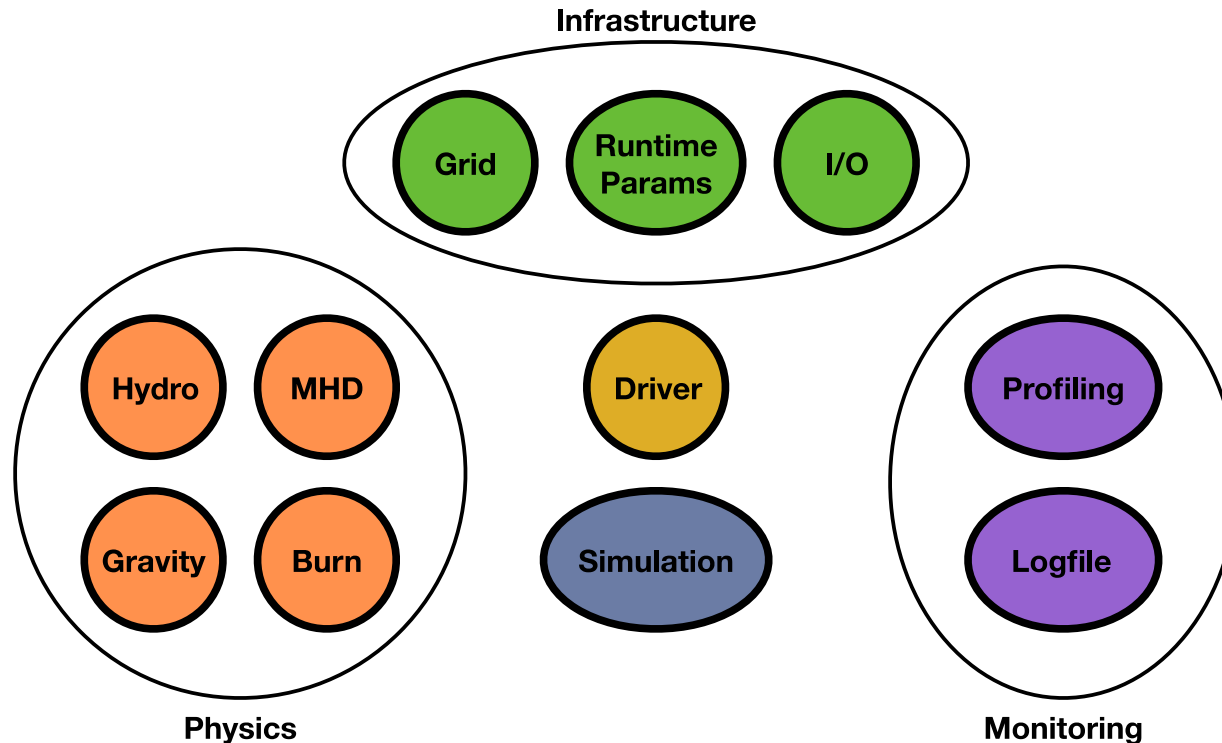 Infrastructure
Grid
Runtime
Params
I/O
Hydro
MHD
Driver
Profiling
Gravity
Burn
Simulation
Logfile
Physics
Monitoring